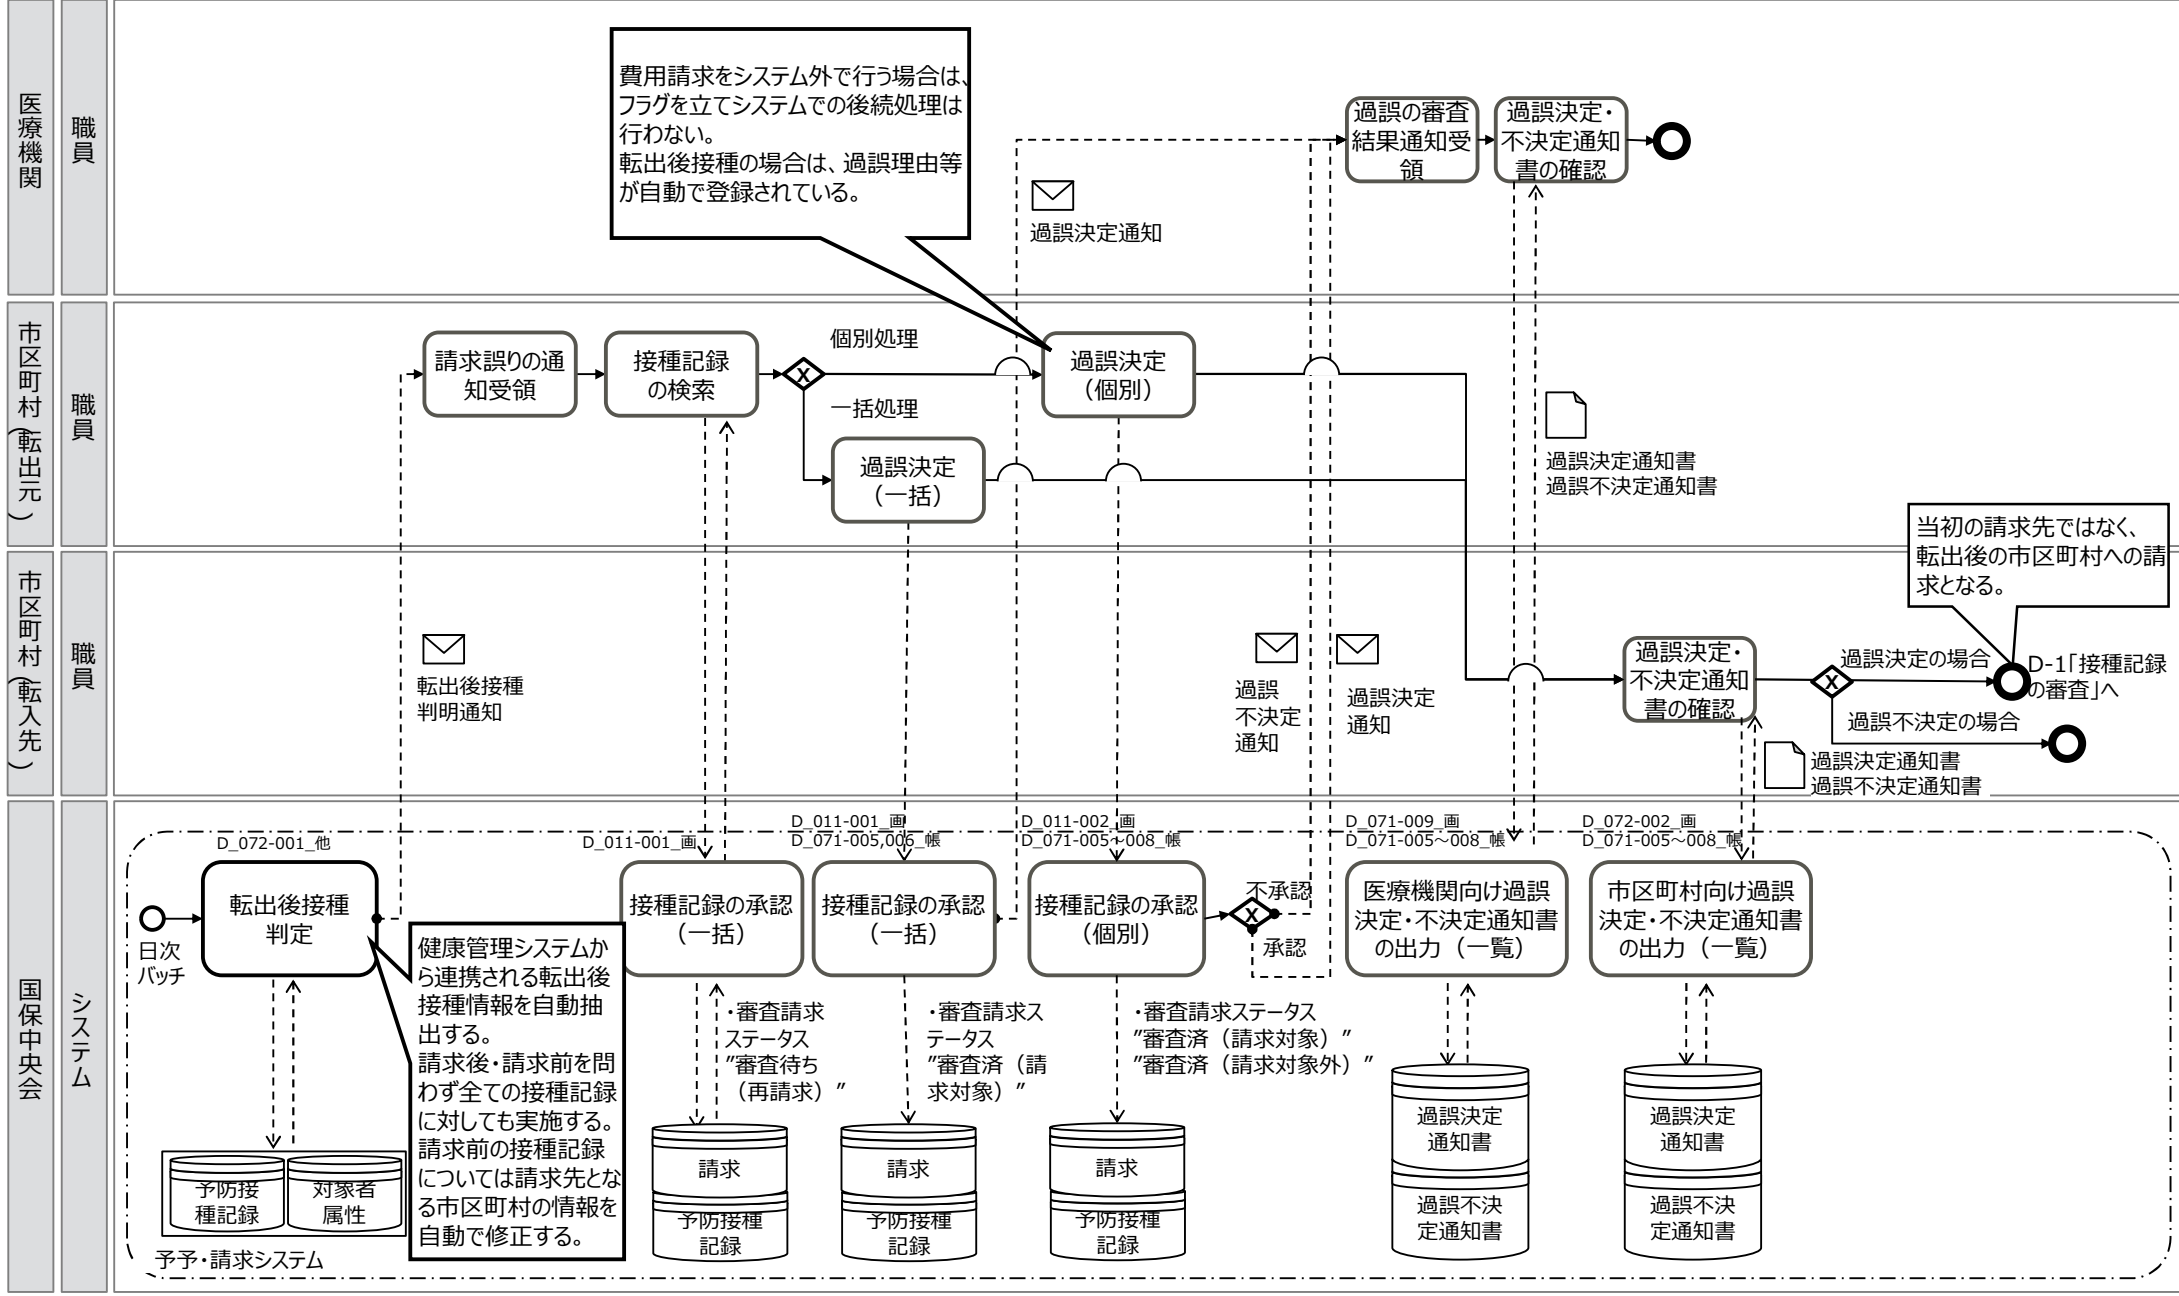 医療機関
職員
費用請求をシステム外で行う場合は、
フラグを立てシステムでの後続処理は
行わない。
転出後接種の場合は、過誤理由等
が自動で登録されている。
過誤決定通知
過誤の審査
結果通知受
領
過誤決定・
不決定通知
書の確認
市区町村(転出元)
職員
請求誤りの通
知受領
接種記録
の検索
X
個別処理
一括処理
過誤決定
（個別）
過誤決定
（一括）
過誤決定通知書
過誤不決定通知書
市区町村(転入先)
職員
転出後接種
判明通知
過誤
不決定
通知
過誤決定
通知
過誤決定・
不決定通知
書の確認
X
過誤決定の場合
過誤不決定の場合
当初の請求先ではなく、
転出後の市区町村への請
求となる。
D-1「接種記録
の審査」へ
過誤決定通知書
過誤不決定通知書
国保中央会
システム
日次
バッチ
D_072-001_他
転出後接種
判定
健康管理システムか
ら連携される転出後
接種情報を自動抽
出する。
請求後・請求前を問
わず全ての接種記録
に対しても実施する。
請求前の接種記録
については請求先とな
る市区町村の情報を
自動で修正する。
予防接
種記録
対象者
属性
予予・請求システム
D_011-001_画
接種記録の承認
（一括）
・審査請求
ステータス
”審査待ち
（再請求）”
請求
予防接種
記録
D_011-001_画
D_071-005,006_帳
接種記録の承認
（一括）
・審査請求ス
テータス
”審査済（請
求対象）”
請求
予防接種
記録
D_011-002_画
D_071-005～008_帳
接種記録の承認
（個別）
・審査請求ステータス
”審査済（請求対象）”
”審査済（請求対象外）”
請求
予防接種
記録
不承認
X
承認
D_071-009_画
D_071-005～008_帳
医療機関向け過誤
決定・不決定通知書
の出力（一覧）
過誤決定
通知書
過誤不決
定通知書
D_072-002_画
D_071-005～008_帳
市区町村向け過誤
決定・不決定通知書
の出力（一覧）
過誤決定
通知書
過誤不決
定通知書